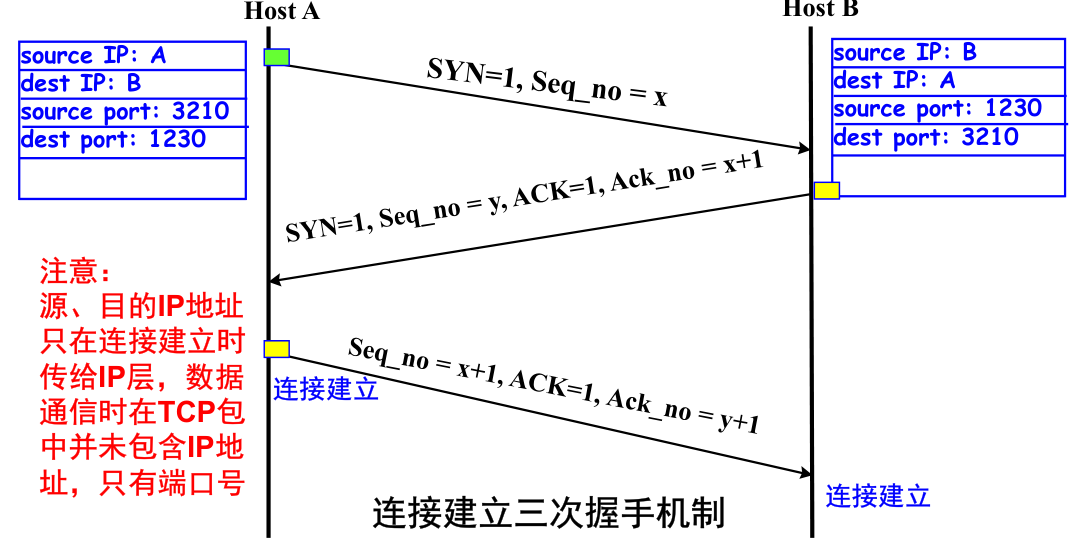 Host A
Host B
source IP: A
dest IP: B
source port: 3210
dest port: 1230
source IP: B
dest IP: A
source port: 1230
dest port: 3210
SYN=1, Seq_no = x
SYN=1, Seq_no = y, ACK=1, Ack_no = x+1
Seq_no = x+1, ACK=1, Ack_no = y+1
连接建立
连接建立
注意：
源、目的IP地址
只在连接建立时
传给IP层，数据
通信时在TCP包
中并未包含IP地
址，只有端口号
连接建立三次握手机制